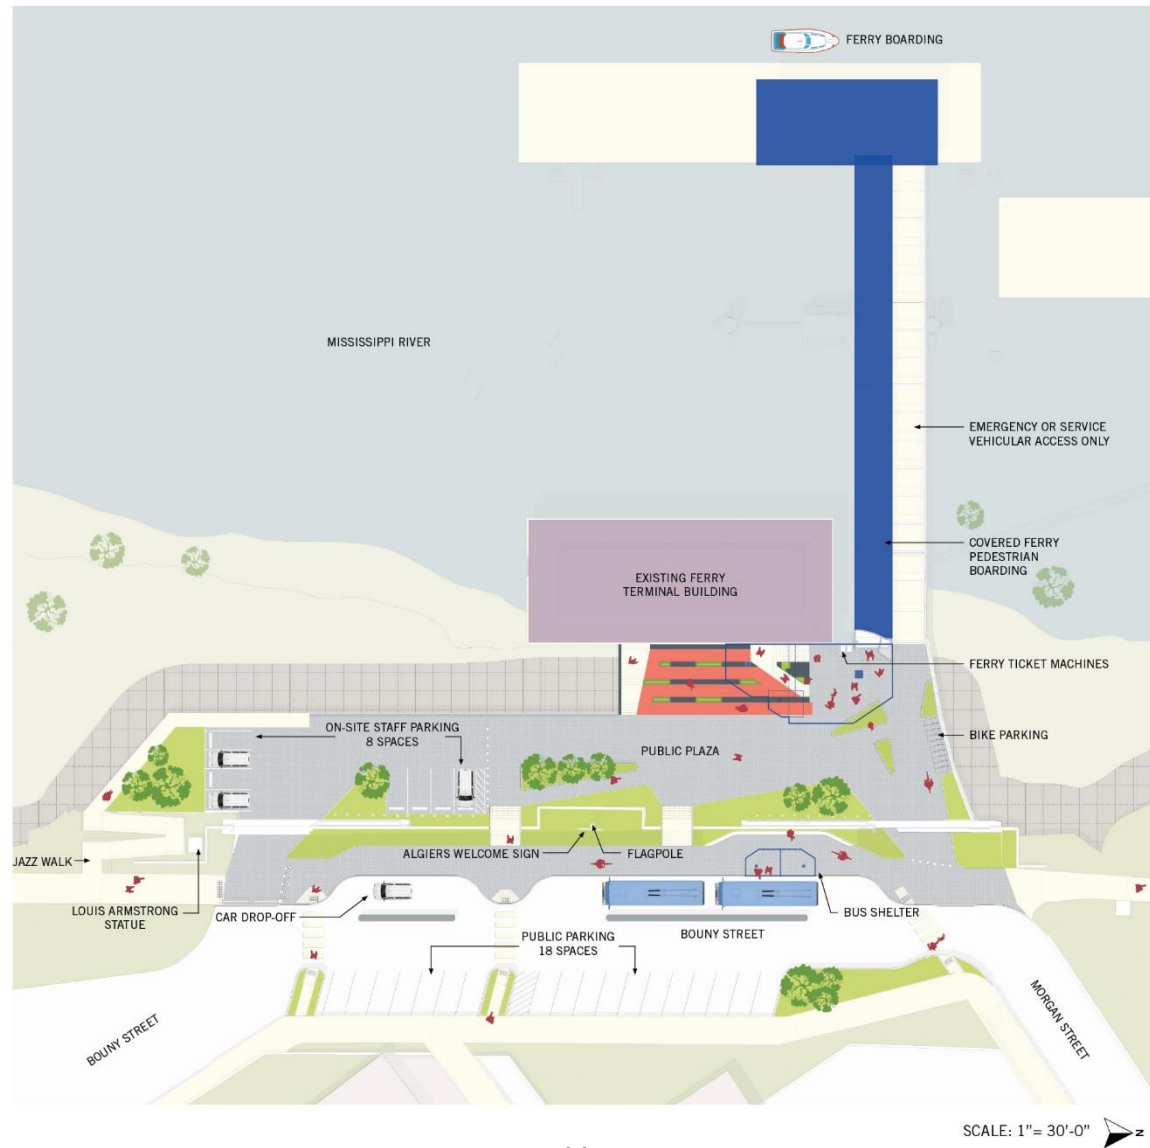 FERRY BOARDING
MISSISSIPPI RIVER
EMERGENCY OR SERVICE
VEHICULAR ACCESS ONLY
COVERED FERRY
PEDESTRIAN
BOARDING
EXISTING FERRY
TERMINAL BUILDING
FERRY TICKET MACHINES
ON-SITE STAFF PARKING
8 SPACES
BIKE PARKING
PUBLIC PLAZA
ALGIERS WELCOME SIGN
FLAGPOLE
JAZZ WALK
LOUIS ARMSTRONG
STATUE
CAR DROP-OFF
BUS SHELTER
PUBLIC PARKING
18 SPACES
BOUNY STREET
BOUNY STREET
MORGAN STREET
SCALE: 1"= 30'-0"
N